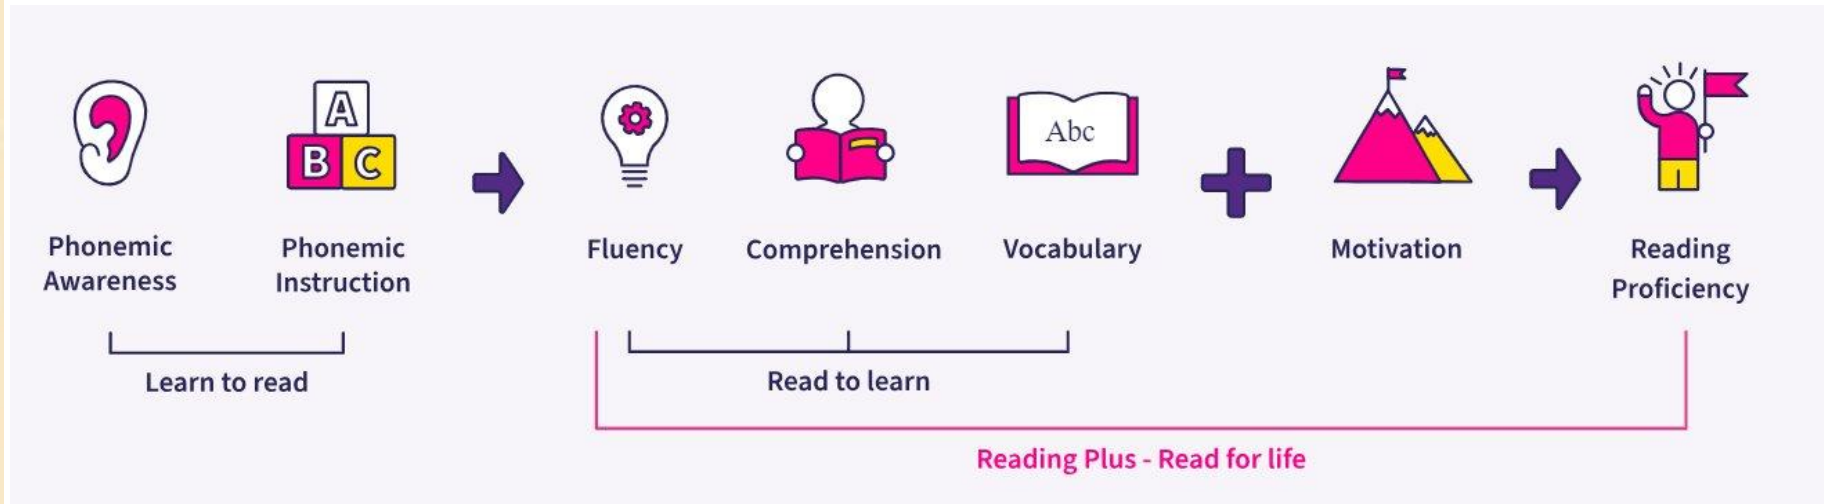 A
B C
Abc
Phonemic
Awareness
Phonemic
Instruction
Fluency
Comprehension
Vocabulary
Motivation
Reading
Proficiency
Learn to read
Read to learn
Reading Plus - Read for life